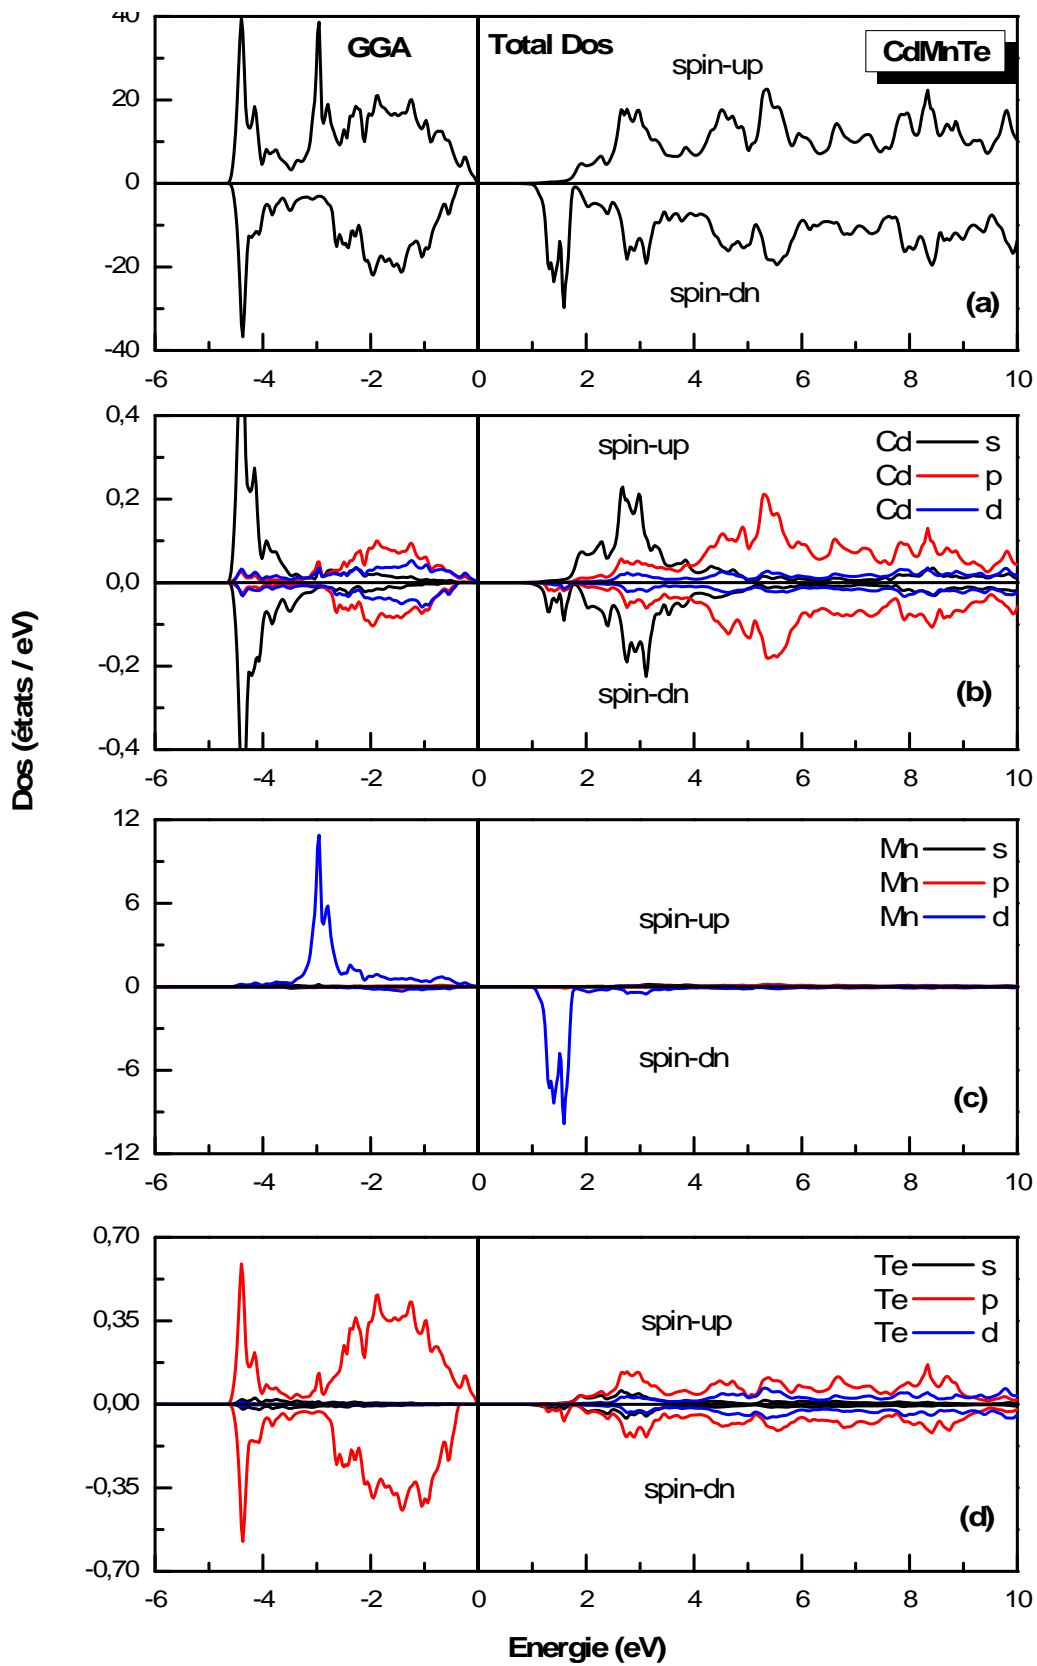 40
GGA
Total Dos
CdMnTe
spin-up
20
0
-20
spin-dn
(a)
-40
-6 -4 -2 0 2 4 6 8 10
0,4
spin-up
Cd s
Cd p
Cd d
0,2
0,0
-0,2
spin-dn
(b)
-0,4
-6 -4 -2 0 2 4 6 8 10
Dos (états / eV)
12
Mn s
Mn p
Mn d
6
spin-up
0
-6
spin-dn
(c)
-12
-6 -4 -2 0 2 4 6 8 10
0,70
Te s
Te p
Te d
0,35
spin-up
0,00
-0,35
spin-dn
(d)
-0,70
-6 -4 -2 0 2 4 6 8 10
Energie (eV)